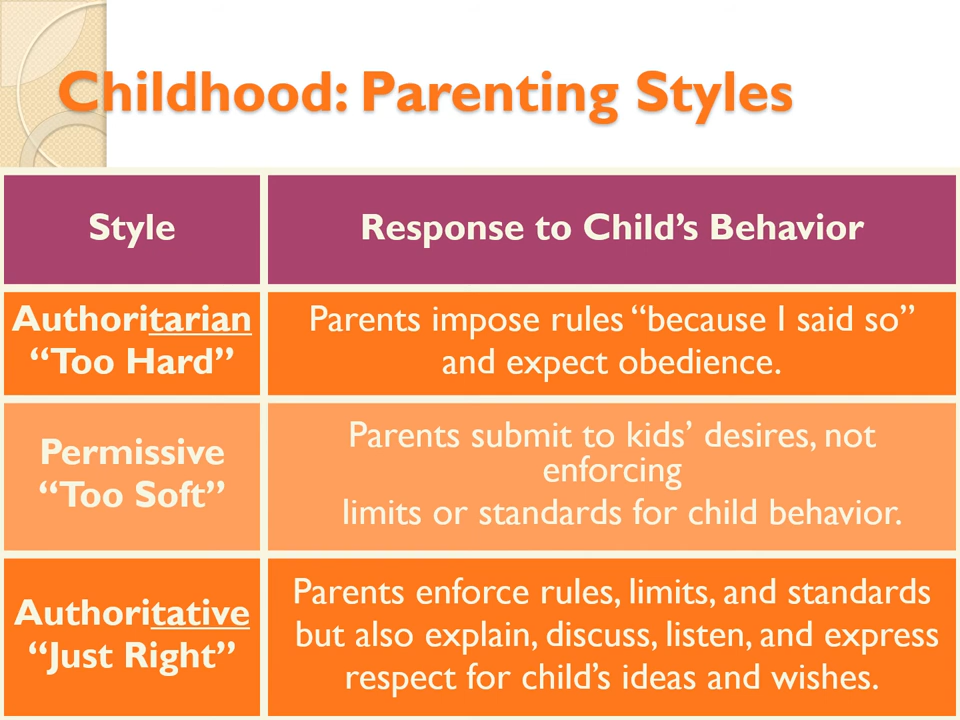 Childhood: Parenting Styles
Style
Response to Child’s Behavior
Authoritarian
“Too Hard”
Parents impose rules “because I said so”
and expect obedience.
Permissive
“Too Soft”
Parents submit to kids’ desires, not
enforcing
limits or standards for child behavior.
Authoritative
“Just Right”
Parents enforce rules, limits, and standards
but also explain, discuss, listen, and express
respect for child’s ideas and wishes.